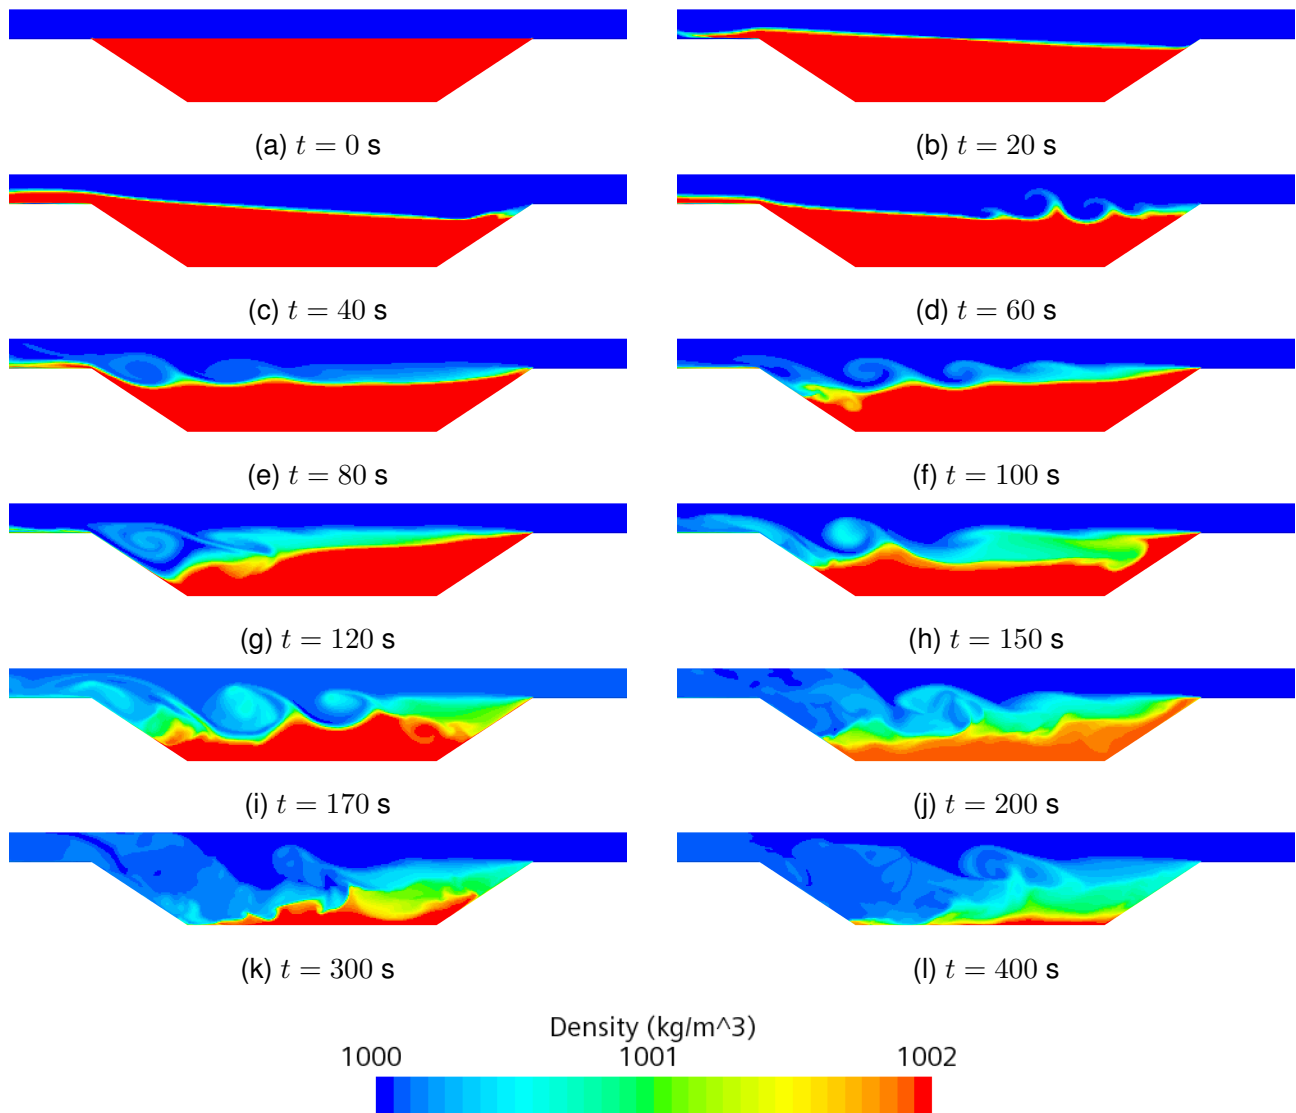 (a) t = 0 s
(b) t = 20 s
(c) t = 40 s
(d) t = 60 s
(e) t = 80 s
(f) t = 100 s
(g) t = 120 s
(h) t = 150 s
(i) t = 170 s
(j) t = 200 s
(k) t = 300 s
(l) t = 400 s
Density (kg/m^3)
1000 1001 1002